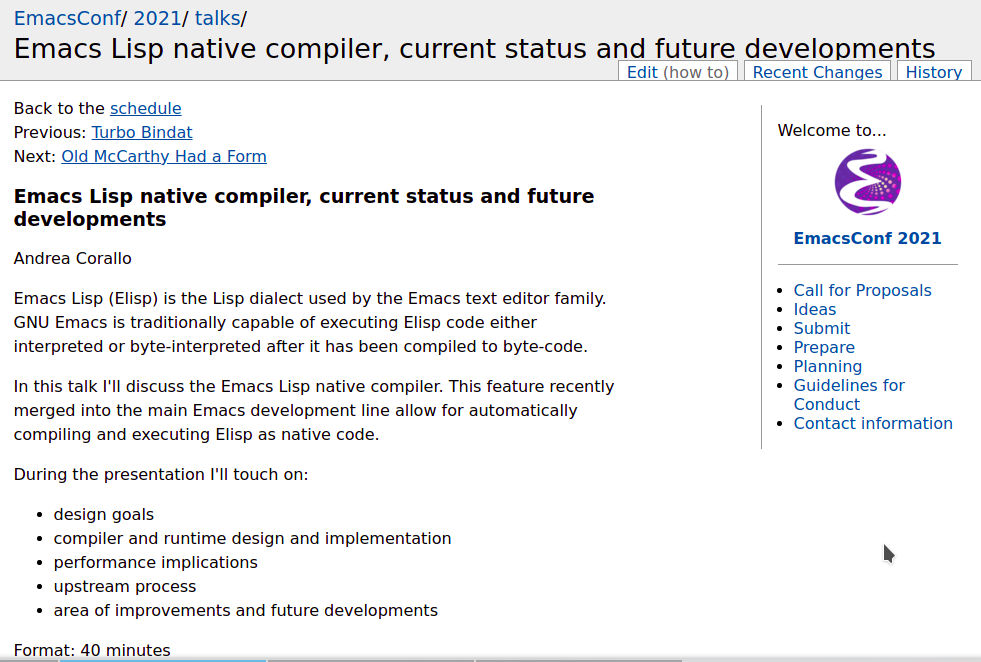 EmacsConf/ 2021/ talks/
Emacs Lisp native compiler, current status and future developments
Edit (how to)
Recent Changes
History
Back to the schedule
Previous: Turbo Bindat
Next: Old McCarthy Had a Form
Emacs Lisp native compiler, current status and future
developments
Andrea Corallo
Emacs Lisp (Elisp) is the Lisp dialect used by the Emacs text editor family.
GNU Emacs is traditionally capable of executing Elisp code either
interpreted or byte-interpreted after it has been compiled to byte-code.
In this talk I'll discuss the Emacs Lisp native compiler. This feature recently
merged into the main Emacs development line allow for automatically
compiling and executing Elisp as native code.
During the presentation I'll touch on:
design goals
compiler and runtime design and implementation
performance implications
upstream process
area of improvements and future developments
Format: 40 minutes
Welcome to...
EmacsConf 2021
Call for Proposals
Ideas
Submit
Prepare
Planning
Guidelines for
Conduct
Contact information